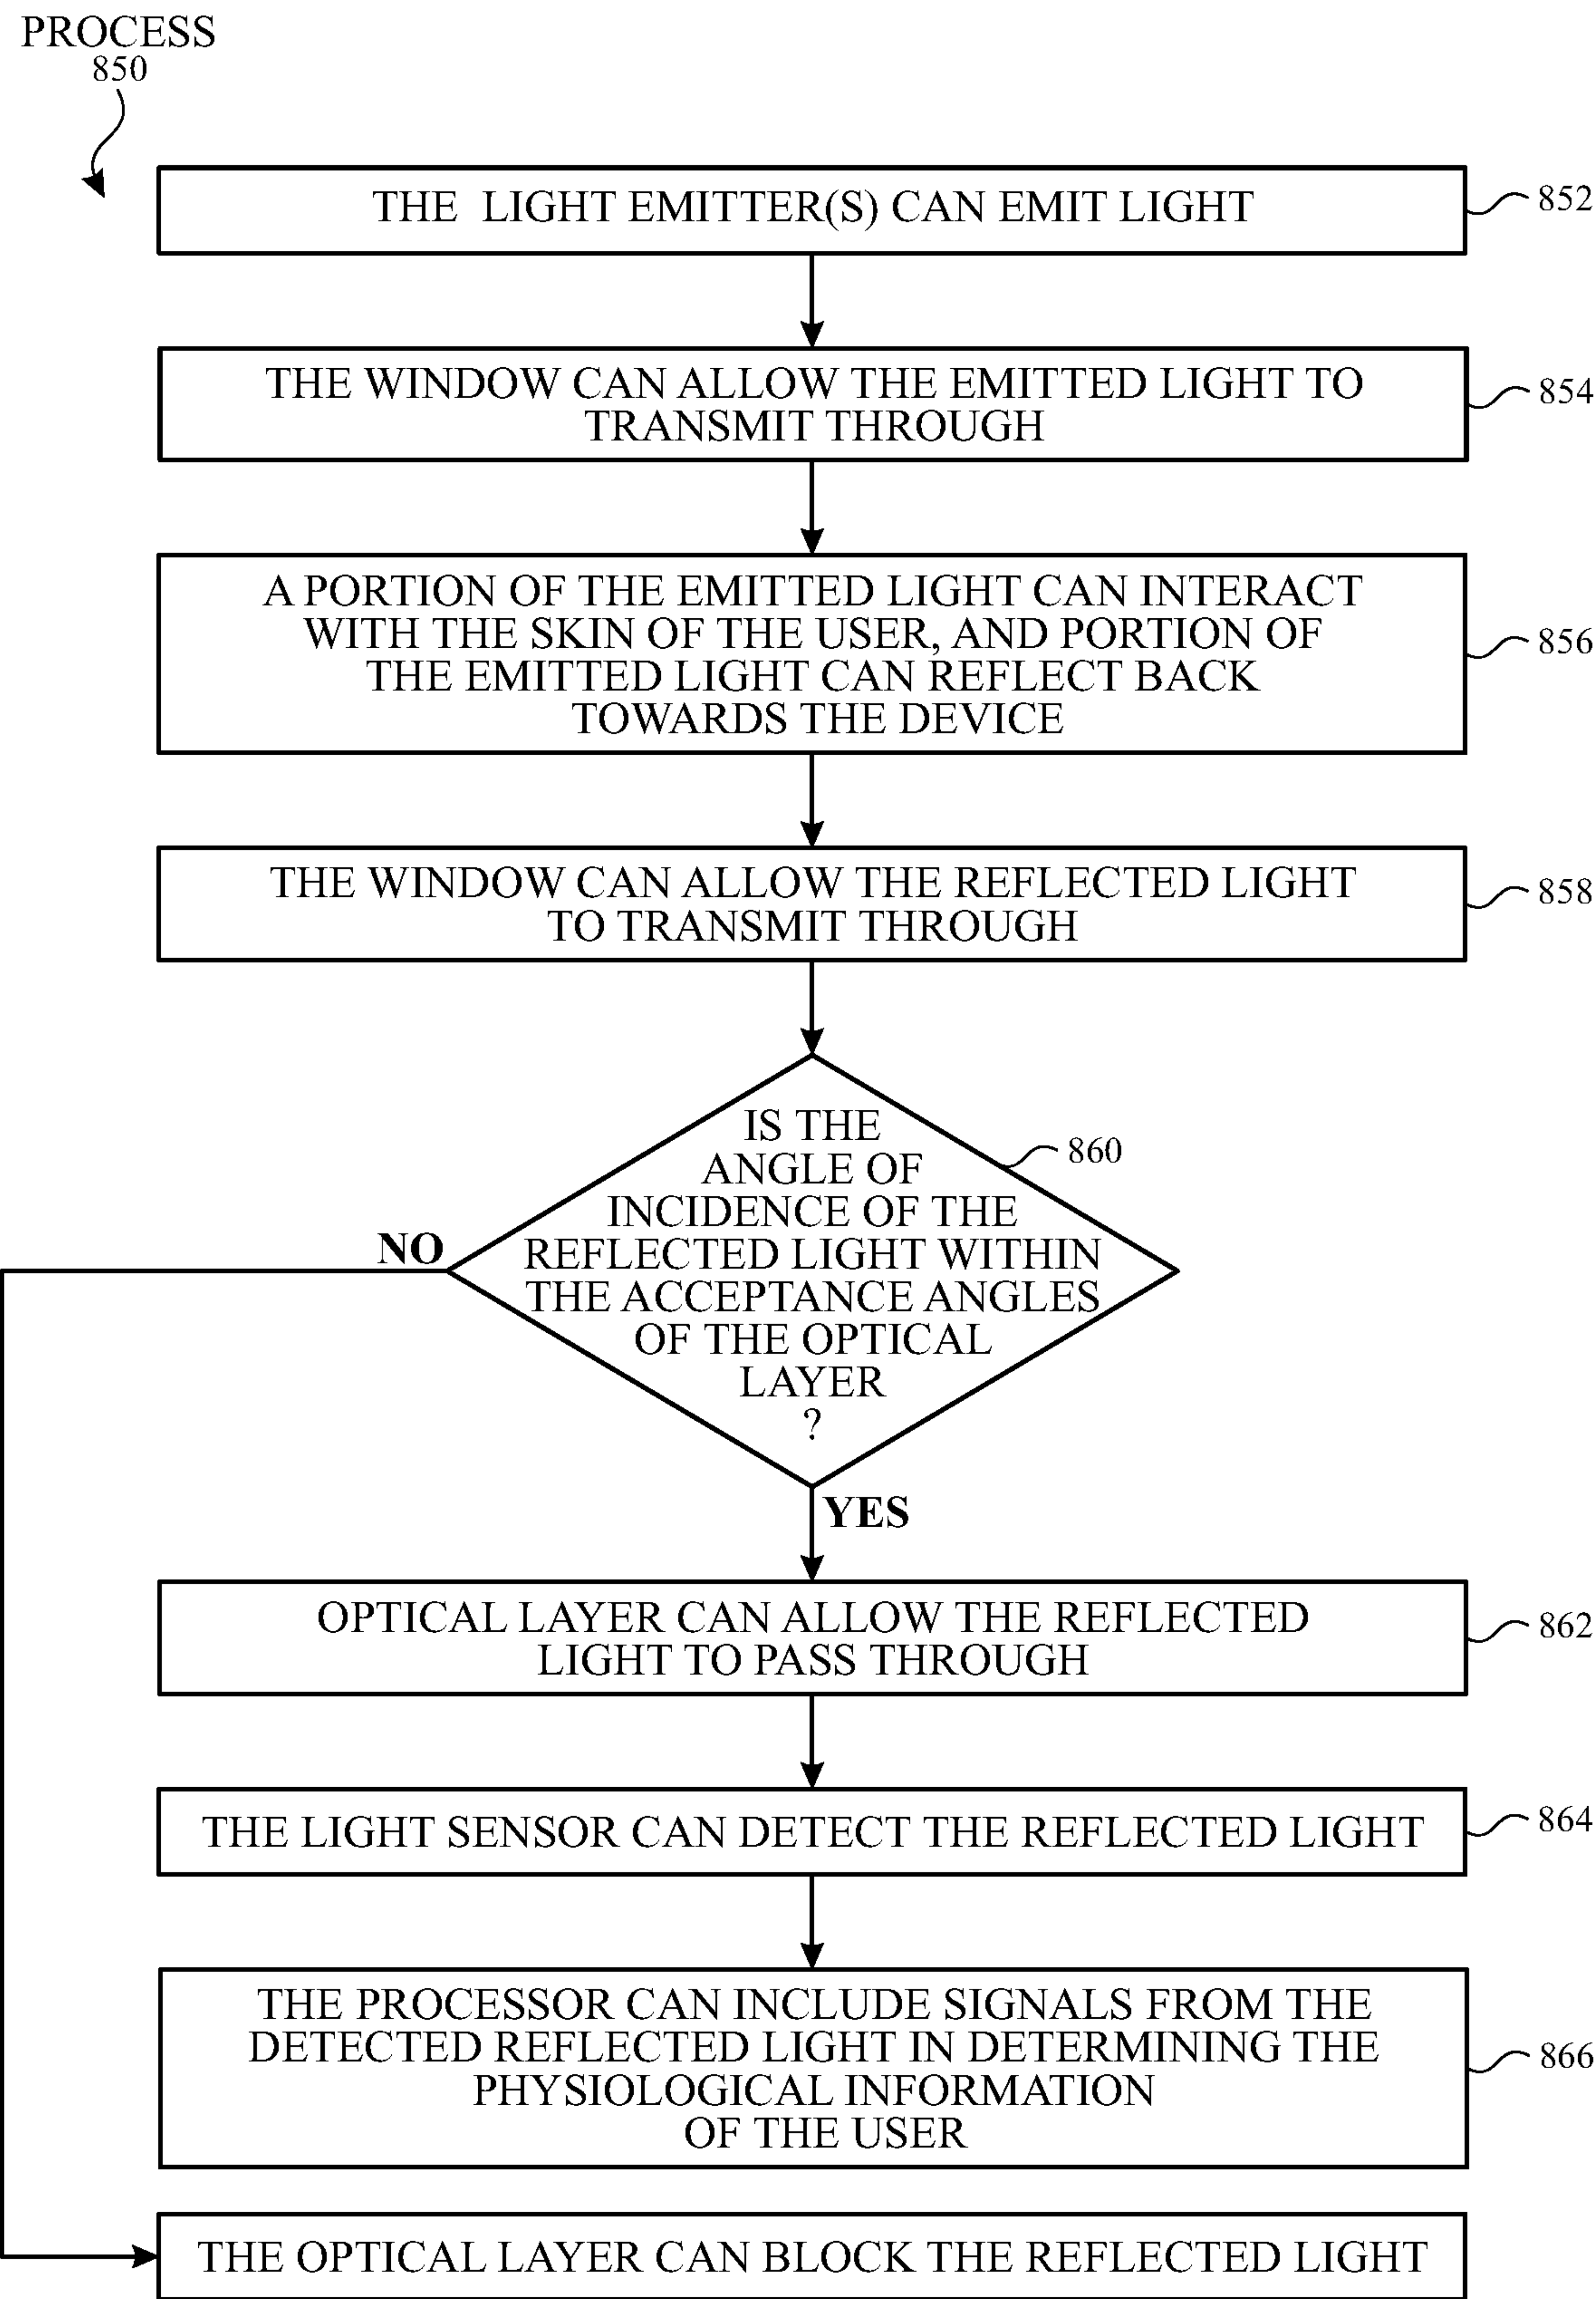 PROCESS
850
THE LIGHT EMITTER(S) CAN EMIT LIGHT
852
THE WINDOW CAN ALLOW THE EMITTED LIGHT TO
TRANSMIT THROUGH
854
A PORTION OF THE EMITTED LIGHT CAN INTERACT
WITH THE SKIN OF THE USER, AND PORTION OF
THE EMITTED LIGHT CAN REFLECT BACK
TOWARDS THE DEVICE
856
THE WINDOW CAN ALLOW THE REFLECTED LIGHT
TO TRANSMIT THROUGH
858
IS THE
ANGLE OF
INCIDENCE OF THE
REFLECTED LIGHT WITHIN
THE ACCEPTANCE ANGLES
OF THE OPTICAL
LAYER
?
860
NO
YES
OPTICAL LAYER CAN ALLOW THE REFLECTED
LIGHT TO PASS THROUGH
862
THE LIGHT SENSOR CAN DETECT THE REFLECTED LIGHT
864
THE PROCESSOR CAN INCLUDE SIGNALS FROM THE
DETECTED REFLECTED LIGHT IN DETERMINING THE
PHYSIOLOGICAL INFORMATION
OF THE USER
866
THE OPTICAL LAYER CAN BLOCK THE REFLECTED LIGHT